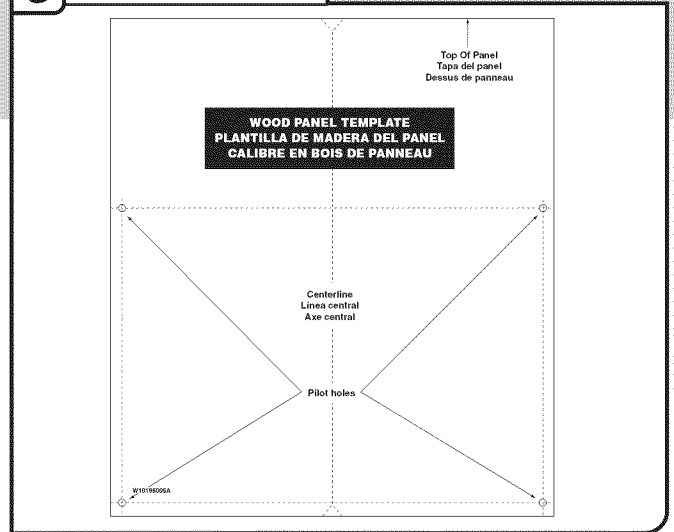 Top Of Panel
Tapa del panel
Dessus de panneau
WOOD PANEL TEMPLATE
PLANTILLA DE MADERA DEL PANEL
CALIBRE EN BOIS DE PANNEAU
Centerline
Línea central
Axe central
Pilot holes
W10195005A